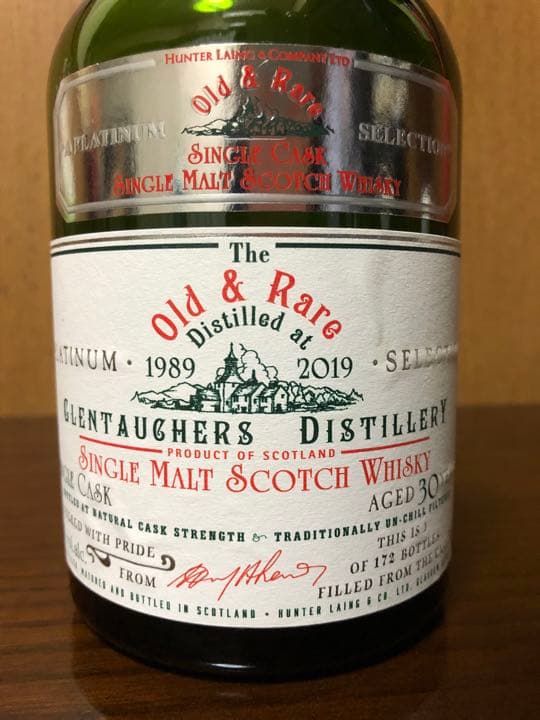 HUNTER LAING & COMPANY LTD
Old & Rare
PLATINUM SELECTION
SINGLE CASK
SINGLE MALT SCOTCH WHISKY
The
Old & Rare
Distilled at
ATINUM · 1989 2019 · SELECT
GLENTAUCHERS DISTILLERY
PRODUCT OF SCOTLAND
SINGLE MALT SCOTCH WHISKY
CASK AGED 30
AT NATURAL CASK STRENGTH & TRADITIONALLY UN-CHILL FILTERED
WITH PRIDE THIS IS 1
alc. FROM OF 172 BOTTLES
FILLED FROM THE
MATURED AND BOTTLED IN SCOTLAND · HUNTER LAING & CO. LTD,